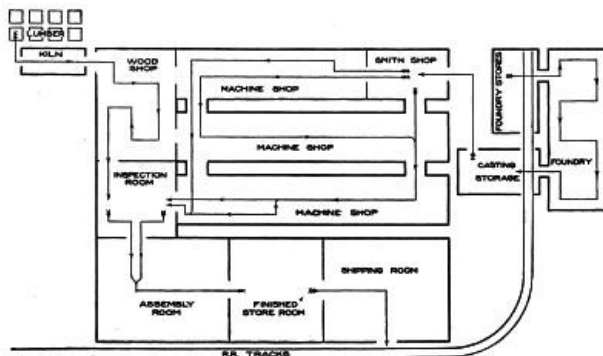 LUMBER
KILN
WOOD
SHOP
SMITH SHOP
MACHINE SHOP
FOUNDRY STORES
MACHINE SHOP
CASTING
STORAGE
FOUNDRY
INSPECTION
ROOM
MACHINE SHOP
SHIPPING ROOM
ASSEMBLY
ROOM
FINISHED
STORE ROOM
R.R. TRACKS